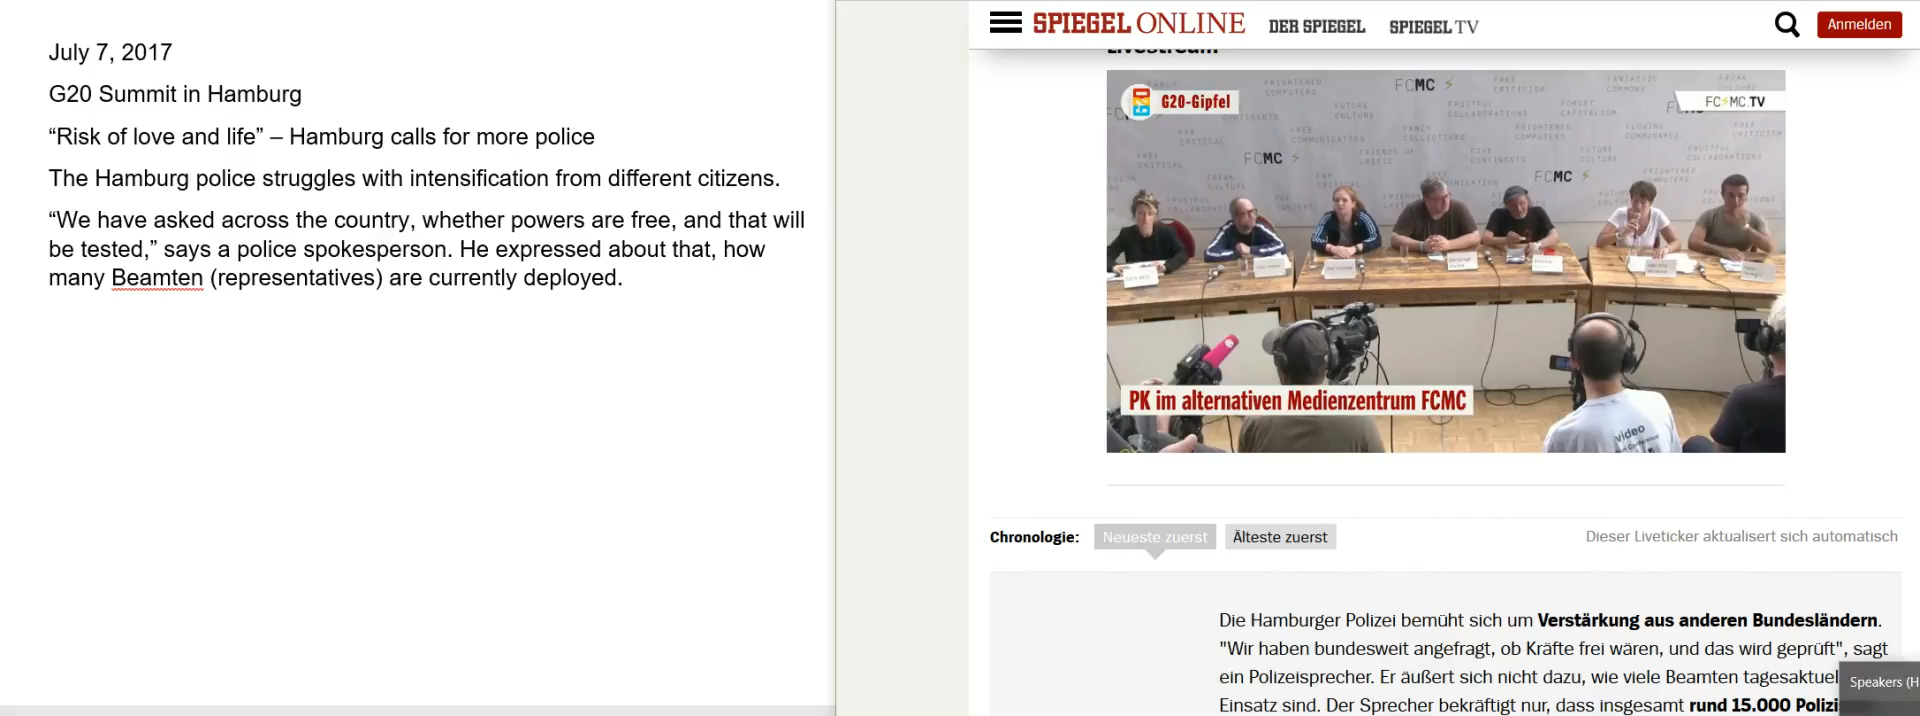 July 7, 2017
G20 Summit in Hamburg
“Risk of love and life” – Hamburg calls for more police
The Hamburg police struggles with intensification from different citizens.
“We have asked across the country, whether powers are free, and that will
be tested,” says a police spokesperson. He expressed about that, how
many Beamten (representatives) are currently deployed.
SPIEGEL ONLINE DER SPIEGEL SPIEGEL TV Anmelden
Livestream
G20-Gipfel
FCMC
FC⚡MC.TV
FCMC
FCMC
PK im alternativen Medienzentrum FCMC
video
Chronologie: Neueste zuerst Älteste zuerst Dieser Liveticker aktualisert sich automatisch
Die Hamburger Polizei bemüht sich um Verstärkung aus anderen Bundesländern.
"Wir haben bundesweit angefragt, ob Kräfte frei wären, und das wird geprüft", sagt
ein Polizeisprecher. Er äußert sich nicht dazu, wie viele Beamten tagesaktuel
Einsatz sind. Der Sprecher bekräftigt nur, dass insgesamt rund 15.000 Polizi
Speakers (H